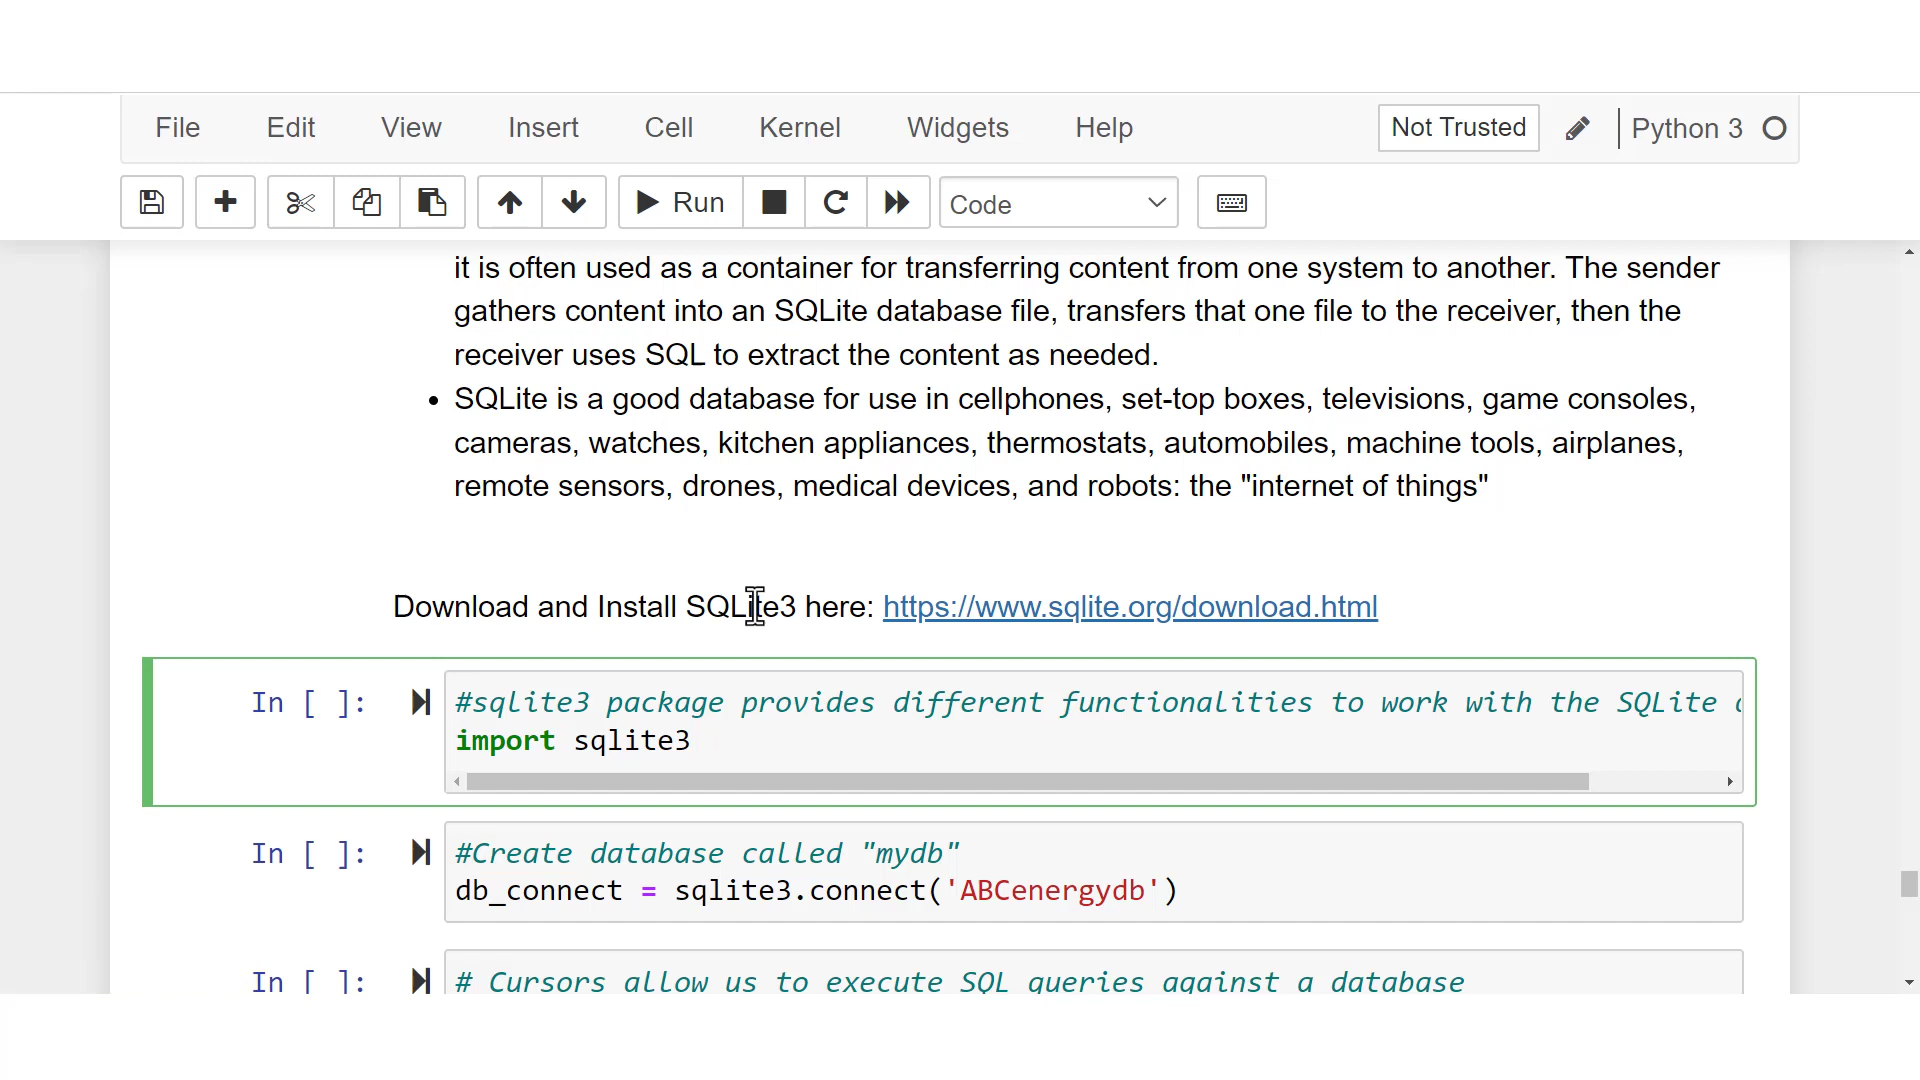 File Edit View Insert Cell Kernel Widgets Help Not Trusted Python 3
Run Code
it is often used as a container for transferring content from one system to another. The sender
gathers content into an SQLite database file, transfers that one file to the receiver, then the
receiver uses SQL to extract the content as needed.
• SQLite is a good database for use in cellphones, set-top boxes, televisions, game consoles,
cameras, watches, kitchen appliances, thermostats, automobiles, machine tools, airplanes,
remote sensors, drones, medical devices, and robots: the "internet of things"
Download and Install SQLite3 here: https://www.sqlite.org/download.html
In [ ]: #sqlite3 package provides different functionalities to work with the SQLite
import sqlite3
In [ ]: #Create database called "mydb"
db_connect = sqlite3.connect('ABCenergydb')
In [ ]: # Cursors allow us to execute SQL queries against a database